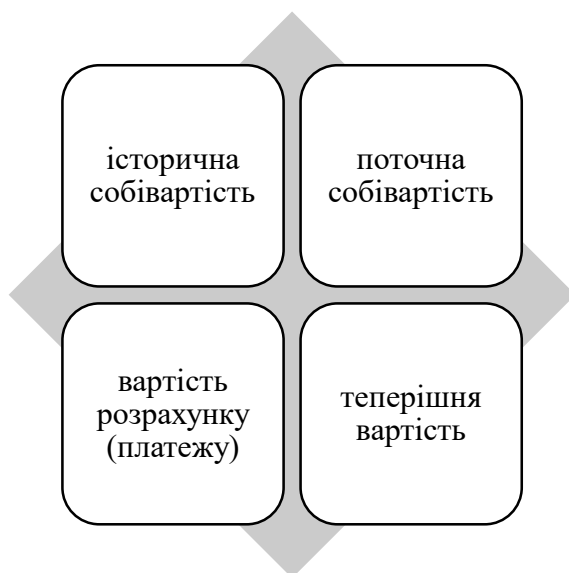 історична
собівартість
поточна
собівартість
вартість
розрахунку
(платежу)
теперішня
вартість